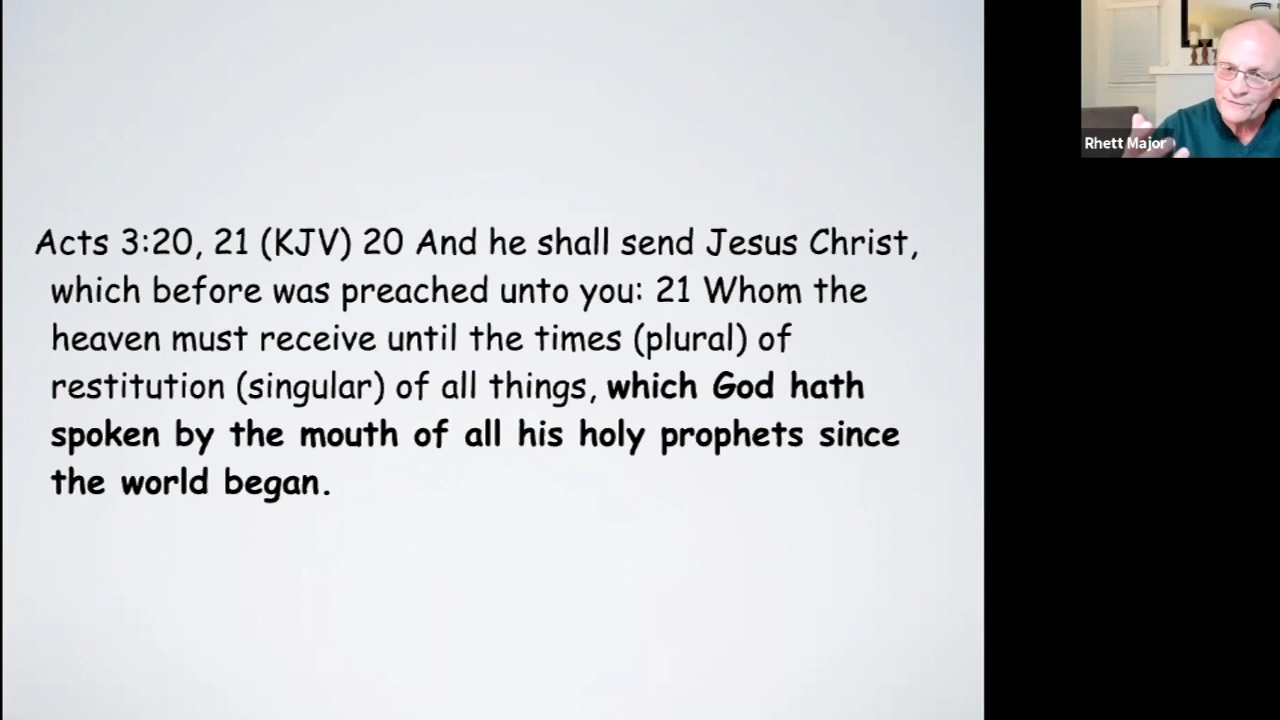 Acts 3:20, 21 (KJV) 20 And he shall send Jesus Christ,
which before was preached unto you: 21 Whom the
heaven must receive until the times (plural) of
restitution (singular) of all things, which God hath
spoken by the mouth of all his holy prophets since
the world began.
Rhett Major